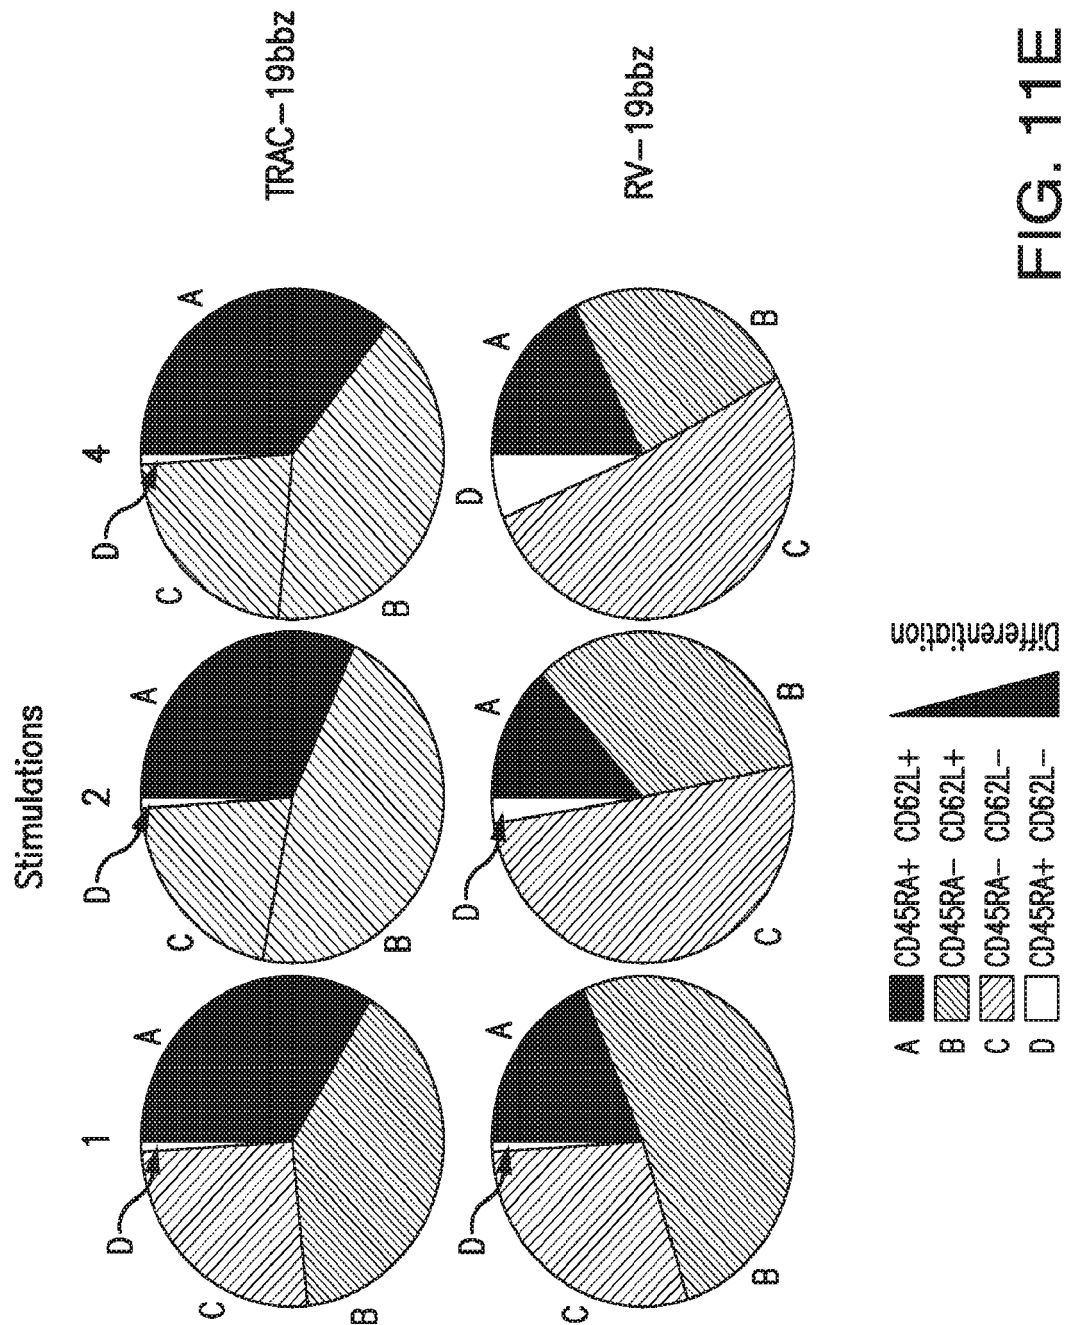 Stimulations
1
2
4
D
A
C
B
D
A
C
B
D
A
C
B
TRAC–19bbz
D
A
C
B
D
A
C
B
D
A
C
B
RV–19bbz
A CD45RA+ CD62L+
B CD45RA– CD62L+
C CD45RA– CD62L–
D CD45RA+ CD62L–
Differentiation
FIG. 11E